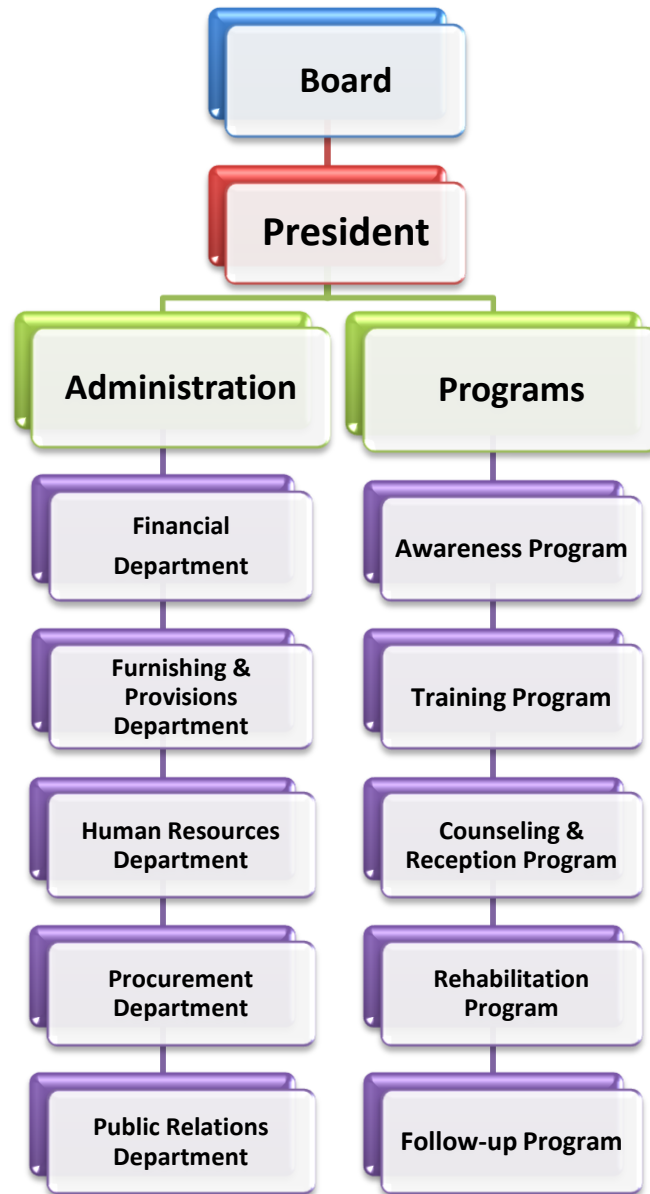 Board
President
Administration
Programs
Financial
Department
Awareness Program
Furnishing &
Provisions
Department
Training Program
Human Resources
Department
Counseling &
Reception Program
Procurement
Department
Rehabilitation
Program
Public Relations
Department
Follow-up Program